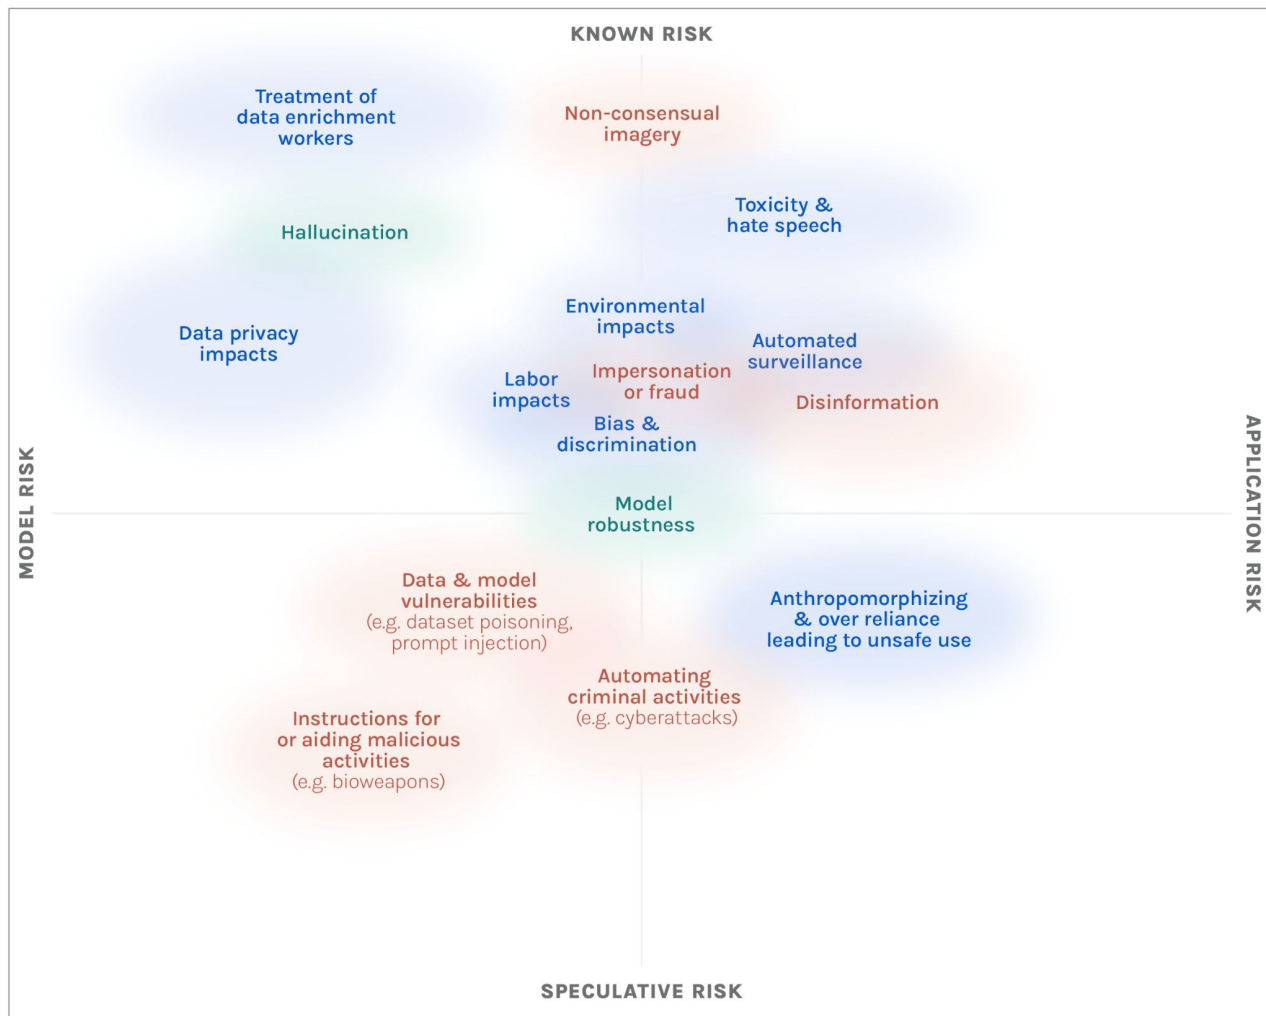 KNOWN RISK
Treatment of
data enrichment
workers
Non-consensual
imagery
Toxicity &
hate speech
Hallucination
Data privacy
impacts
Environmental
impacts
Automated
surveillance
Labor
impacts
Impersonation
or fraud
Disinformation
Bias &
discrimination
MODEL RISK
APPLICATION RISK
Model
robustness
Data & model
vulnerabilities
(e.g. dataset poisoning,
prompt injection)
Anthropomorphizing
& over reliance
leading to unsafe use
Automating
criminal activities
(e.g. cyberattacks)
Instructions for
or aiding malicious
activities
(e.g. bioweapons)
SPECULATIVE RISK